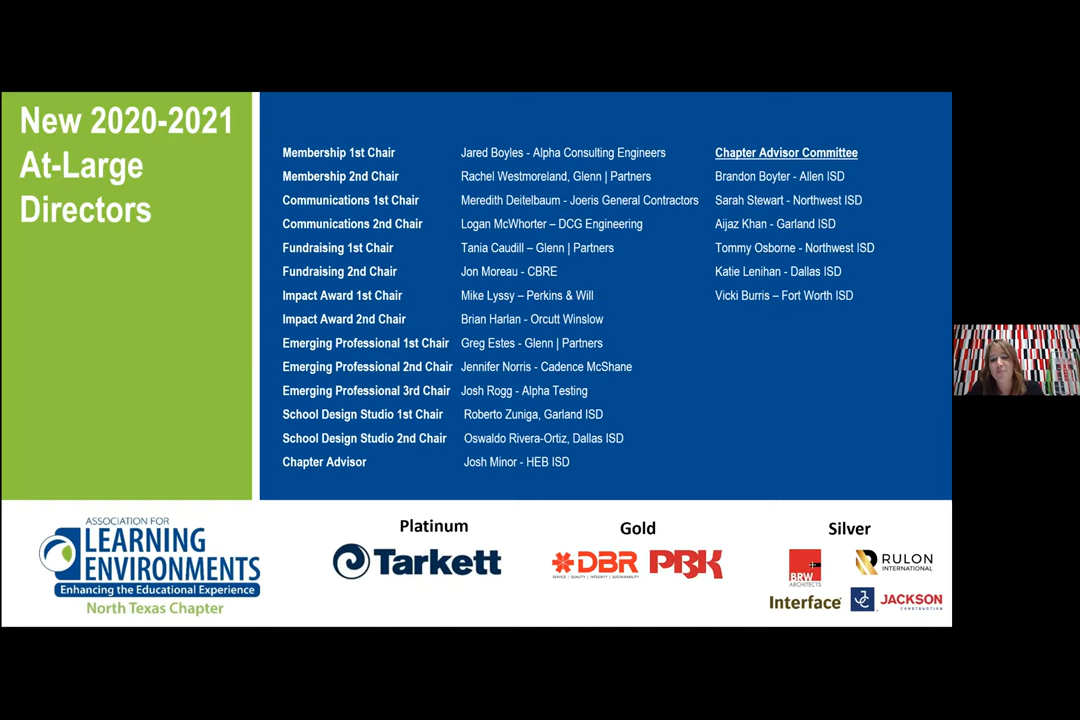 New 2020-2021
At-Large
Directors
Membership 1st Chair Jared Boyles - Alpha Consulting Engineers
Membership 2nd Chair Rachel Westmoreland, Glenn | Partners
Communications 1st Chair Meredith Deitelbaum - Joeris General Contractors
Communications 2nd Chair Logan McWhorter – DCG Engineering
Fundraising 1st Chair Tania Caudill – Glenn | Partners
Fundraising 2nd Chair Jon Moreau - CBRE
Impact Award 1st Chair Mike Lyssy – Perkins & Will
Impact Award 2nd Chair Brian Harlan - Orcutt Winslow
Emerging Professional 1st Chair Greg Estes - Glenn | Partners
Emerging Professional 2nd Chair Jennifer Norris - Cadence McShane
Emerging Professional 3rd Chair Josh Rogg - Alpha Testing
School Design Studio 1st Chair Roberto Zuniga, Garland ISD
School Design Studio 2nd Chair Oswaldo Rivera-Ortiz, Dallas ISD
Chapter Advisor Josh Minor - HEB ISD
Chapter Advisor Committee
Brandon Boyter - Allen ISD
Sarah Stewart - Northwest ISD
Aijaz Khan - Garland ISD
Tommy Osborne - Northwest ISD
Katie Lenihan - Dallas ISD
Vicki Burris – Fort Worth ISD
ASSOCIATION FOR
LEARNING
ENVIRONMENTS
Enhancing the Educational Experience
North Texas Chapter
Platinum
Tarkett
Gold
DBR
SERVICE | QUALITY | INTEGRITY | SUSTAINABILITY
PBK
Silver
BRW
ARCHITECTS
RULON
INTERNATIONAL
Interface
JC
JACKSON
CONSTRUCTION